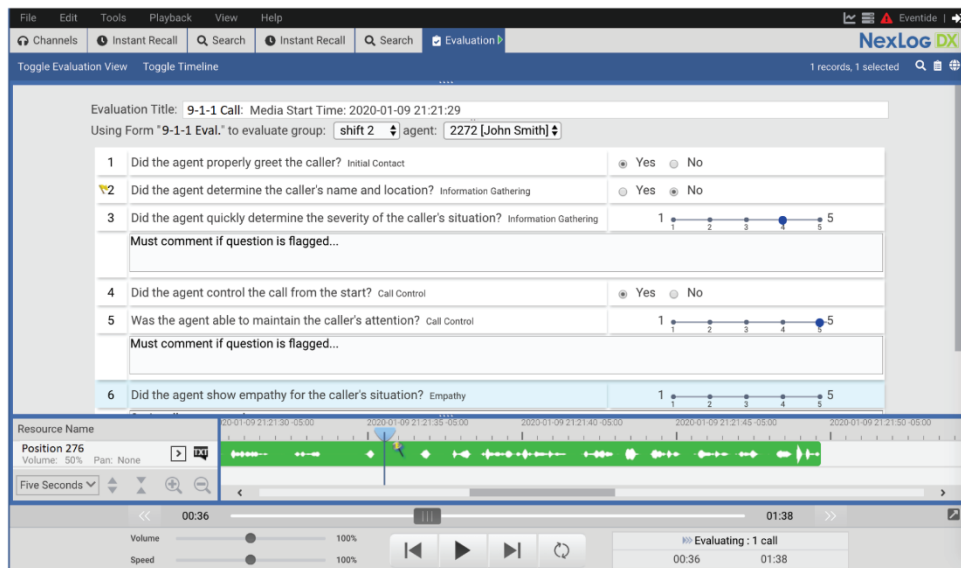 File Edit Tools Playback View Help Eventide
Channels Instant Recall Search Instant Recall Search Evaluation NexLog DX
Toggle Evaluation View Toggle Timeline 1 records, 1 selected
Evaluation Title: 9-1-1 Call: Media Start Time: 2020-01-09 21:21:29
Using Form "9-1-1 Eval." to evaluate group: shift 2 agent: 2272 [John Smith]
1 Did the agent properly greet the caller? Initial Contact Yes No
2 Did the agent determine the caller's name and location? Information Gathering Yes No
3 Did the agent quickly determine the severity of the caller's situation? Information Gathering 1 5
1 2 3 4 5
Must comment if question is flagged...
4 Did the agent control the call from the start? Call Control Yes No
5 Was the agent able to maintain the caller's attention? Call Control 1 5
1 2 3 4 5
Must comment if question is flagged...
6 Did the agent show empathy for the caller's situation? Empathy 1 5
1 2 3 4 5
Resource Name 20-01-09 21:21:30 -05:00 2020-01-09 21:21:35 -05:00 2020-01-09 21:21:40 -05:00 2020-01-09 21:21:45 -05:00 2020-01-09 21:21:50 -05:00
Position 276
Volume: 50% Pan: None TXT
Five Seconds
00:36 01:38
Volume 100% Evaluating : 1 call
Speed 100% 00:36 01:38